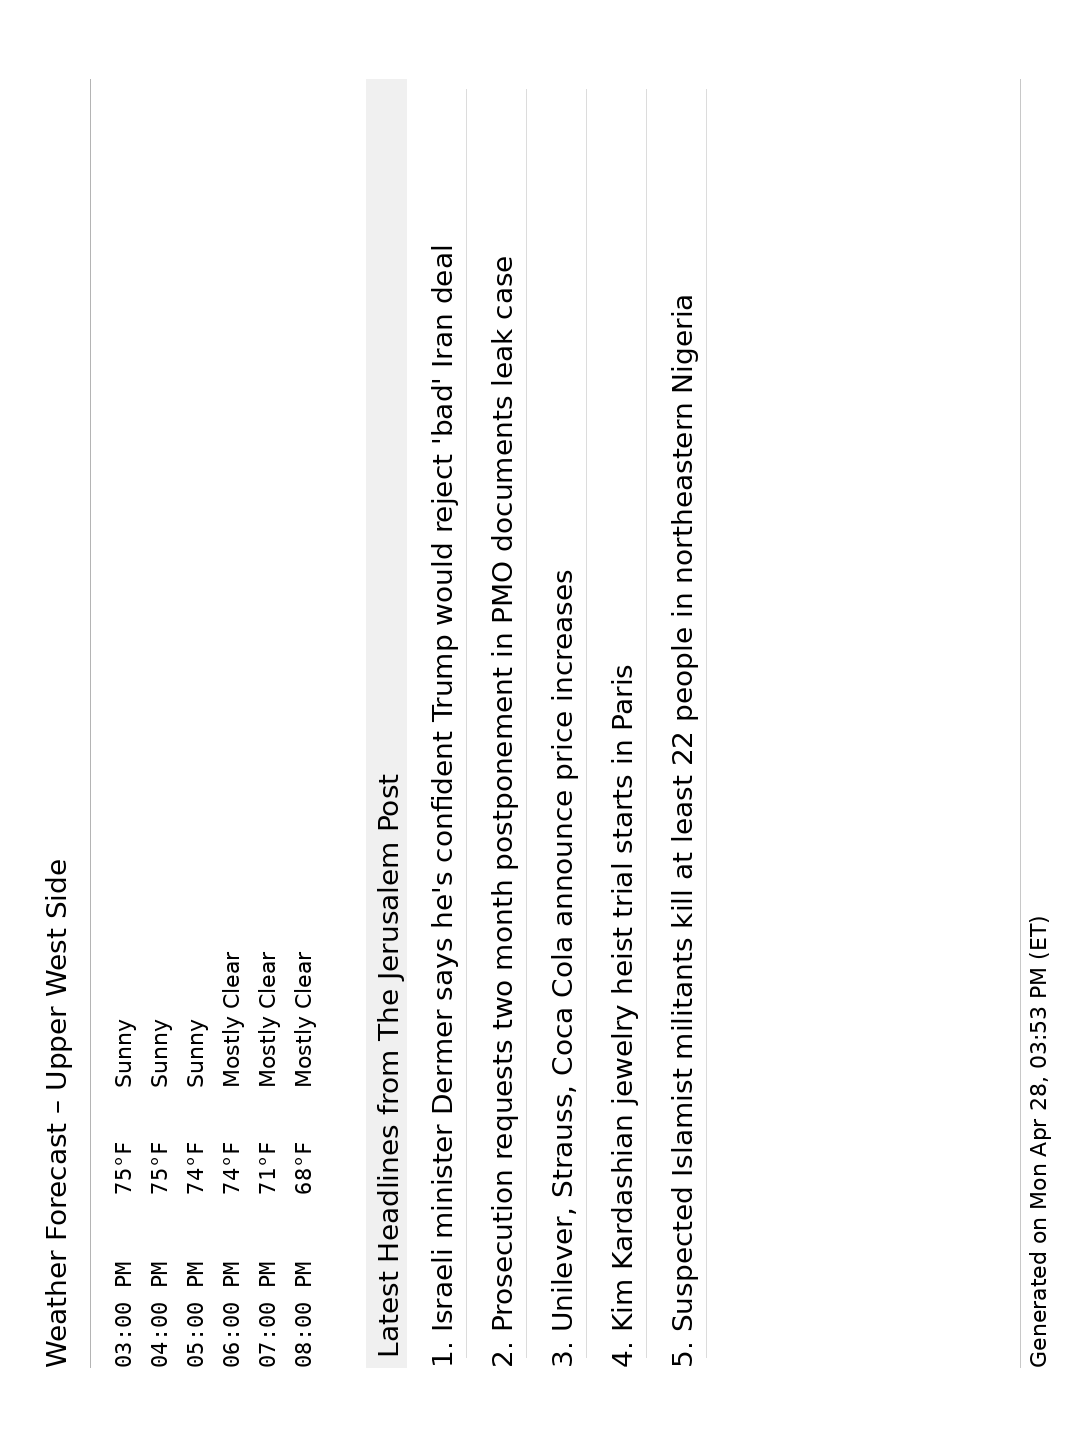 Weather Forecast – Upper West Side
03:00 PM 75°F Sunny
04:00 PM 75°F Sunny
05:00 PM 74°F Sunny
06:00 PM 74°F Mostly Clear
07:00 PM 71°F Mostly Clear
08:00 PM 68°F Mostly Clear
Latest Headlines from The Jerusalem Post
1. Israeli minister Dermer says he's confident Trump would reject 'bad' Iran deal
2. Prosecution requests two month postponement in PMO documents leak case
3. Unilever, Strauss, Coca Cola announce price increases
4. Kim Kardashian jewelry heist trial starts in Paris
5. Suspected Islamist militants kill at least 22 people in northeastern Nigeria
Generated on Mon Apr 28, 03:53 PM (ET)